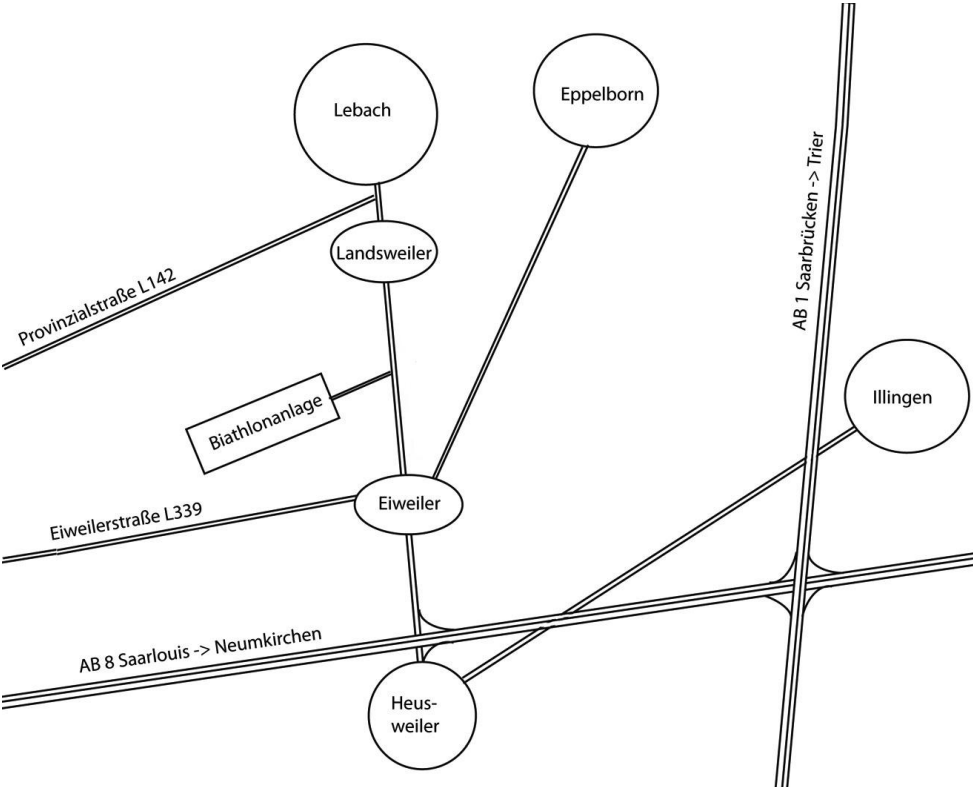 Lebach
Eppelborn
AB 1 Saarbrücken -> Trier
Landsweiler
Provinzialstraße L142
Illingen
Biathlonanlage
Eiweiler
Eiweilerstraße L339
AB 8 Saarlouis -> Neumkirchen
Heus-
weiler